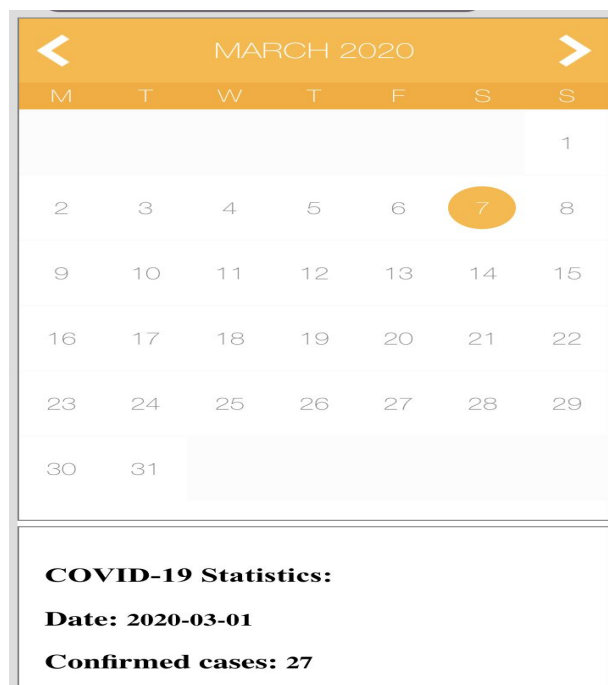 MARCH 2020
M T W T F S S
1
2 3 4 5 6 7 8
9 10 11 12 13 14 15
16 17 18 19 20 21 22
23 24 25 26 27 28 29
30 31
COVID-19 Statistics:
Date: 2020-03-01
Confirmed cases: 27